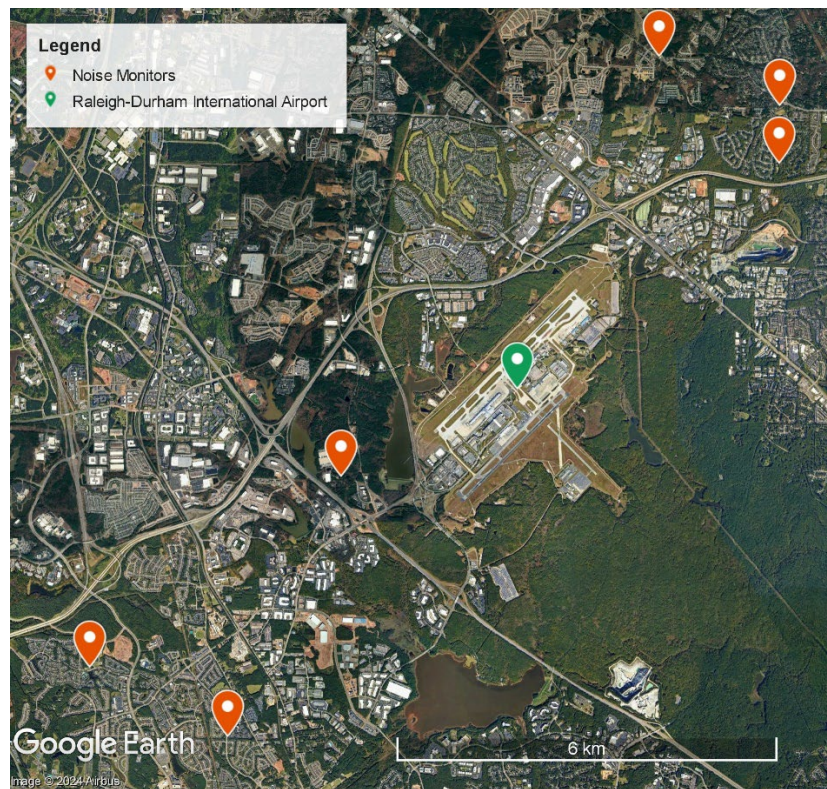 Legend
Noise Monitors
Raleigh-Durham International Airport
Google Earth
6 km
Image © 2024 Airbus